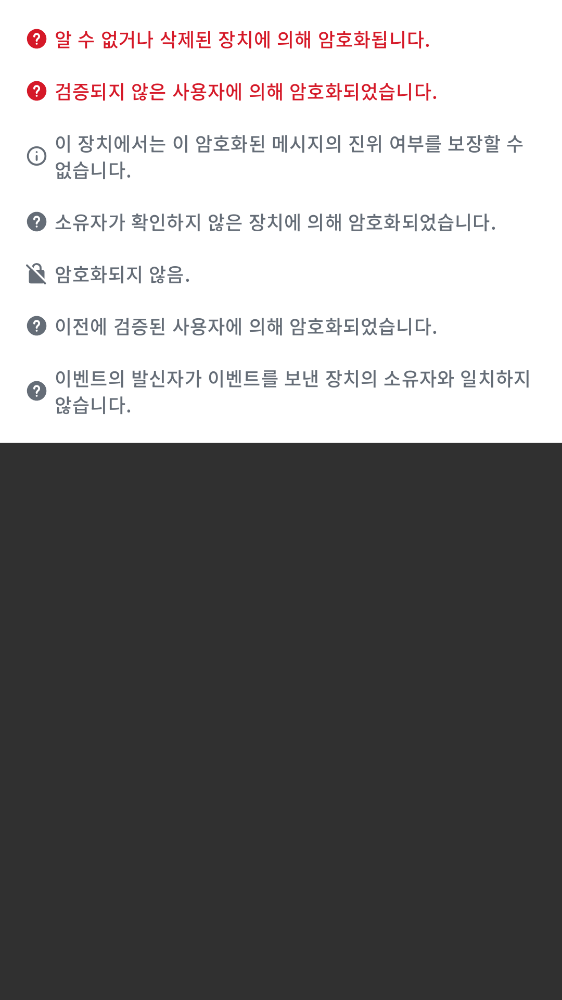 알 수 없거나 삭제된 장치에 의해 암호화됩니다.
검증되지 않은 사용자에 의해 암호화되었습니다.
이 장치에서는 이 암호화된 메시지의 진위 여부를 보장할 수
없습니다.
소유자가 확인하지 않은 장치에 의해 암호화되었습니다.
암호화되지 않음.
이전에 검증된 사용자에 의해 암호화되었습니다.
이벤트의 발신자가 이벤트를 보낸 장치의 소유자와 일치하지
않습니다.